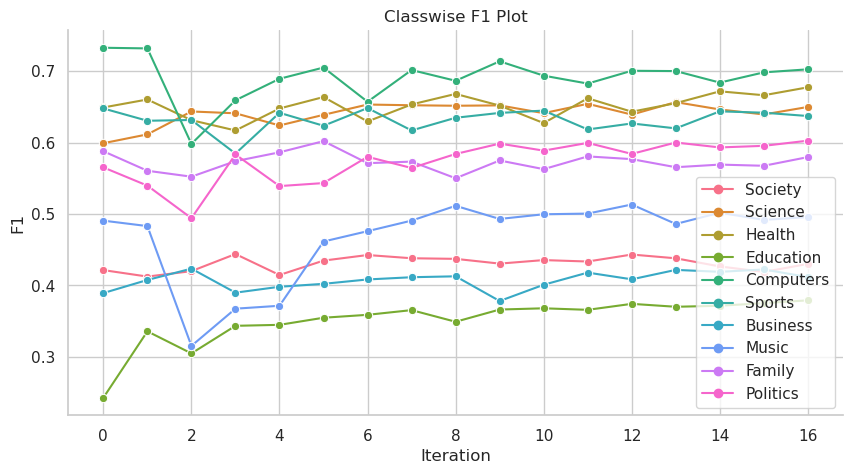 Classwise F1 Plot
F1
0.7
0.6
0.5
0.4
0.3
0 2 4 6 8 10 12 14 16
Iteration
Society
Science
Health
Education
Computers
Sports
Business
Music
Family
Politics